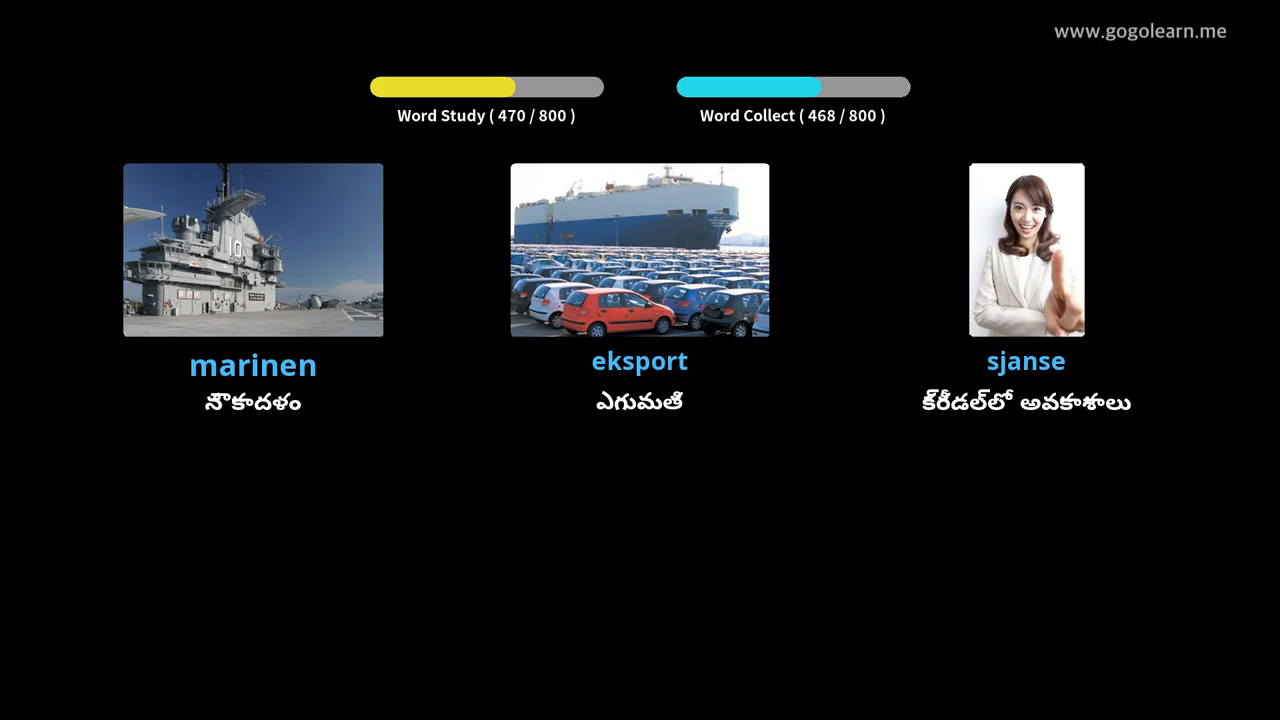 www.gogolearn.me
Word Study ( 470 / 800 )
Word Collect ( 468 / 800 )
10
marinen
eksport
sjanse
నౌకాదళం
ఎగుమతి
క్రీడల్లో అవకాశాలు